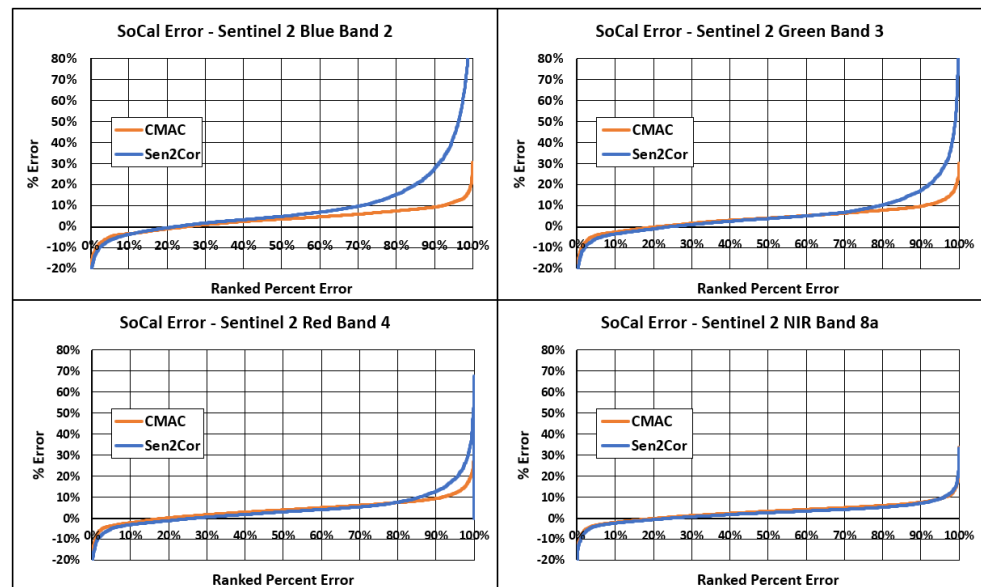 SoCal Error - Sentinel 2 Blue Band 2
80%
70%
60%
50%
40%
30%
20%
10%
0%
-10%
-20%
% Error
CMAC
Sen2Cor
0% 10% 20% 30% 40% 50% 60% 70% 80% 90% 100%
Ranked Percent Error
SoCal Error - Sentinel 2 Green Band 3
80%
70%
60%
50%
40%
30%
20%
10%
0%
-10%
-20%
% Error
CMAC
Sen2Cor
0% 10% 20% 30% 40% 50% 60% 70% 80% 90% 100%
Ranked Percent Error
SoCal Error - Sentinel 2 Red Band 4
80%
70%
60%
50%
40%
30%
20%
10%
0%
-10%
-20%
% Error
CMAC
Sen2Cor
0% 10% 20% 30% 40% 50% 60% 70% 80% 90% 100%
Ranked Percent Error
SoCal Error - Sentinel 2 NIR Band 8a
80%
70%
60%
50%
40%
30%
20%
10%
0%
-10%
-20%
% Error
CMAC
Sen2Cor
0% 10% 20% 30% 40% 50% 60% 70% 80% 90% 100%
Ranked Percent Error